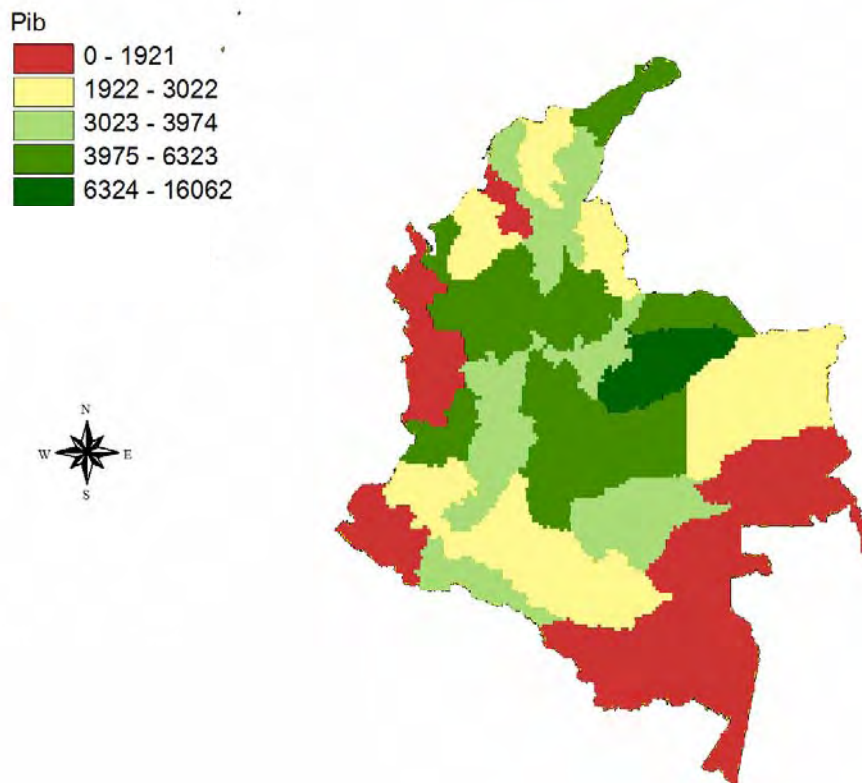 Pib
0 - 1921
1922 - 3022
3023 - 3974
3975 - 6323
6324 - 16062
N
W E
S